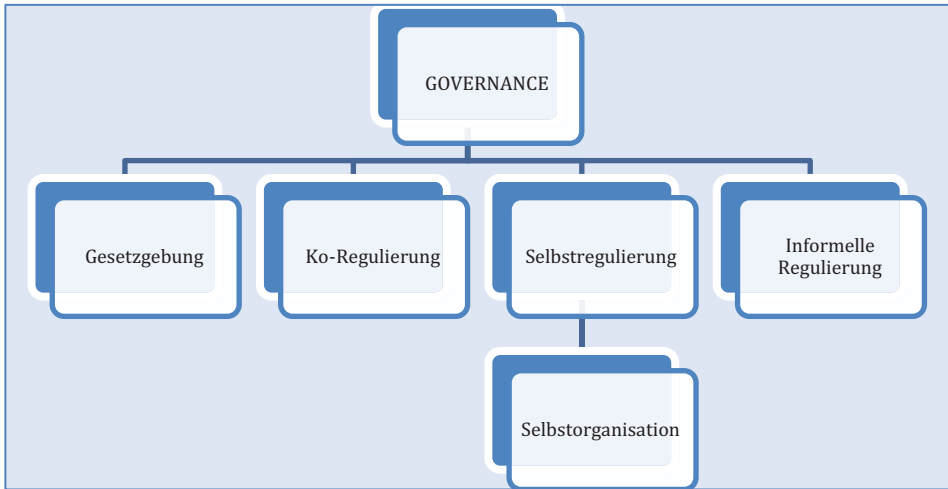 GOVERNANCE
Gesetzgebung
Ko-Regulierung
Selbstregulierung
Informelle
Regulierung
Selbstorganisation